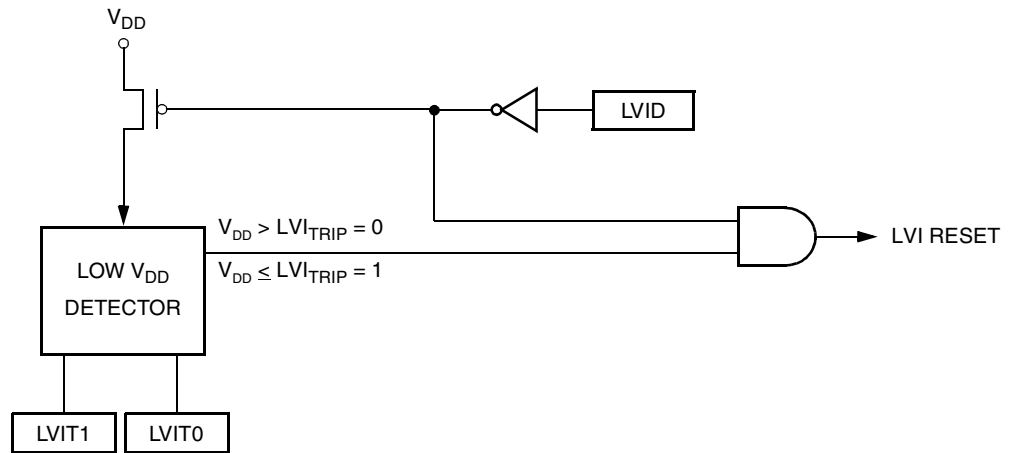 VDD
LVID
VDD > LVITRIP = 0
LVI RESET
LOW VDD
DETECTOR
VDD ≤ LVITRIP = 1
LVIT1
LVIT0